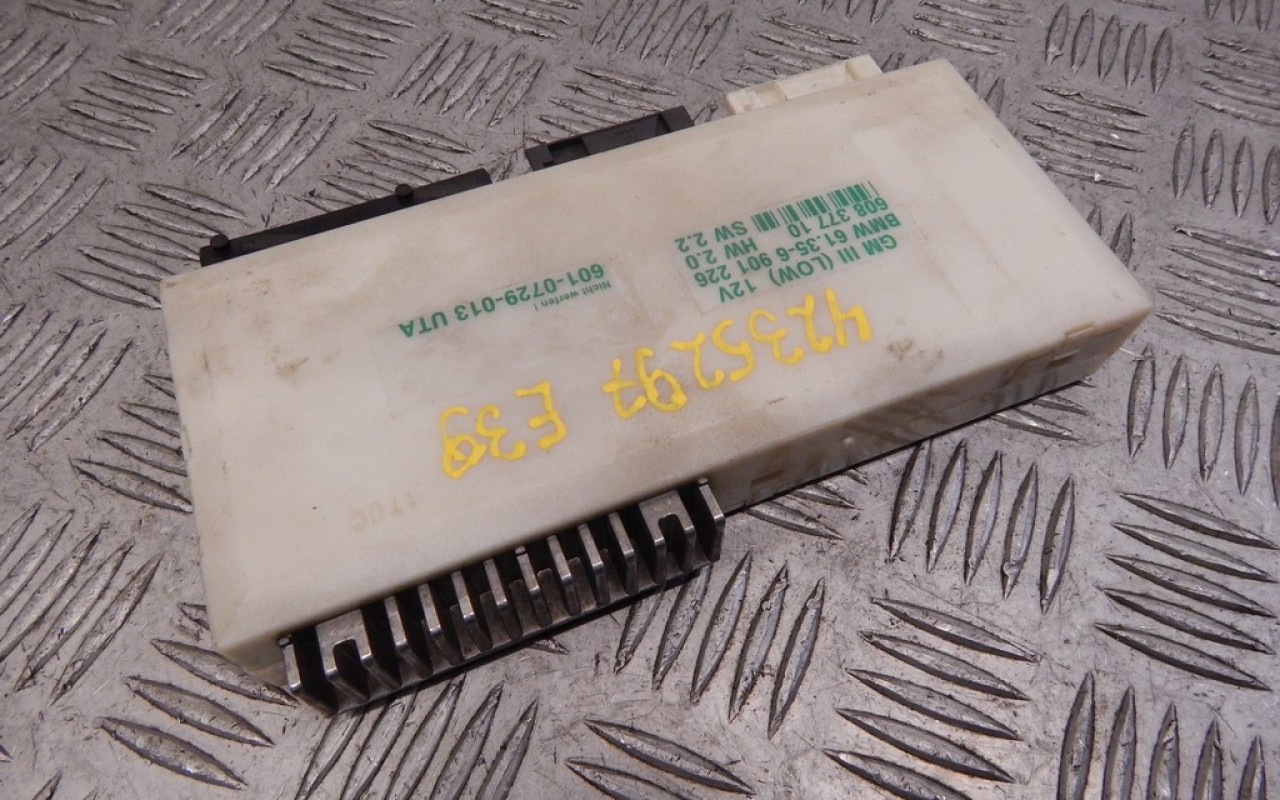 GM III (LOW) 12V
BMW 61.35-6 901 226
608 377 10 HW 2.0
SW 2.2
Nicht werfen !
601-0729-013 UTA
4235297 E39